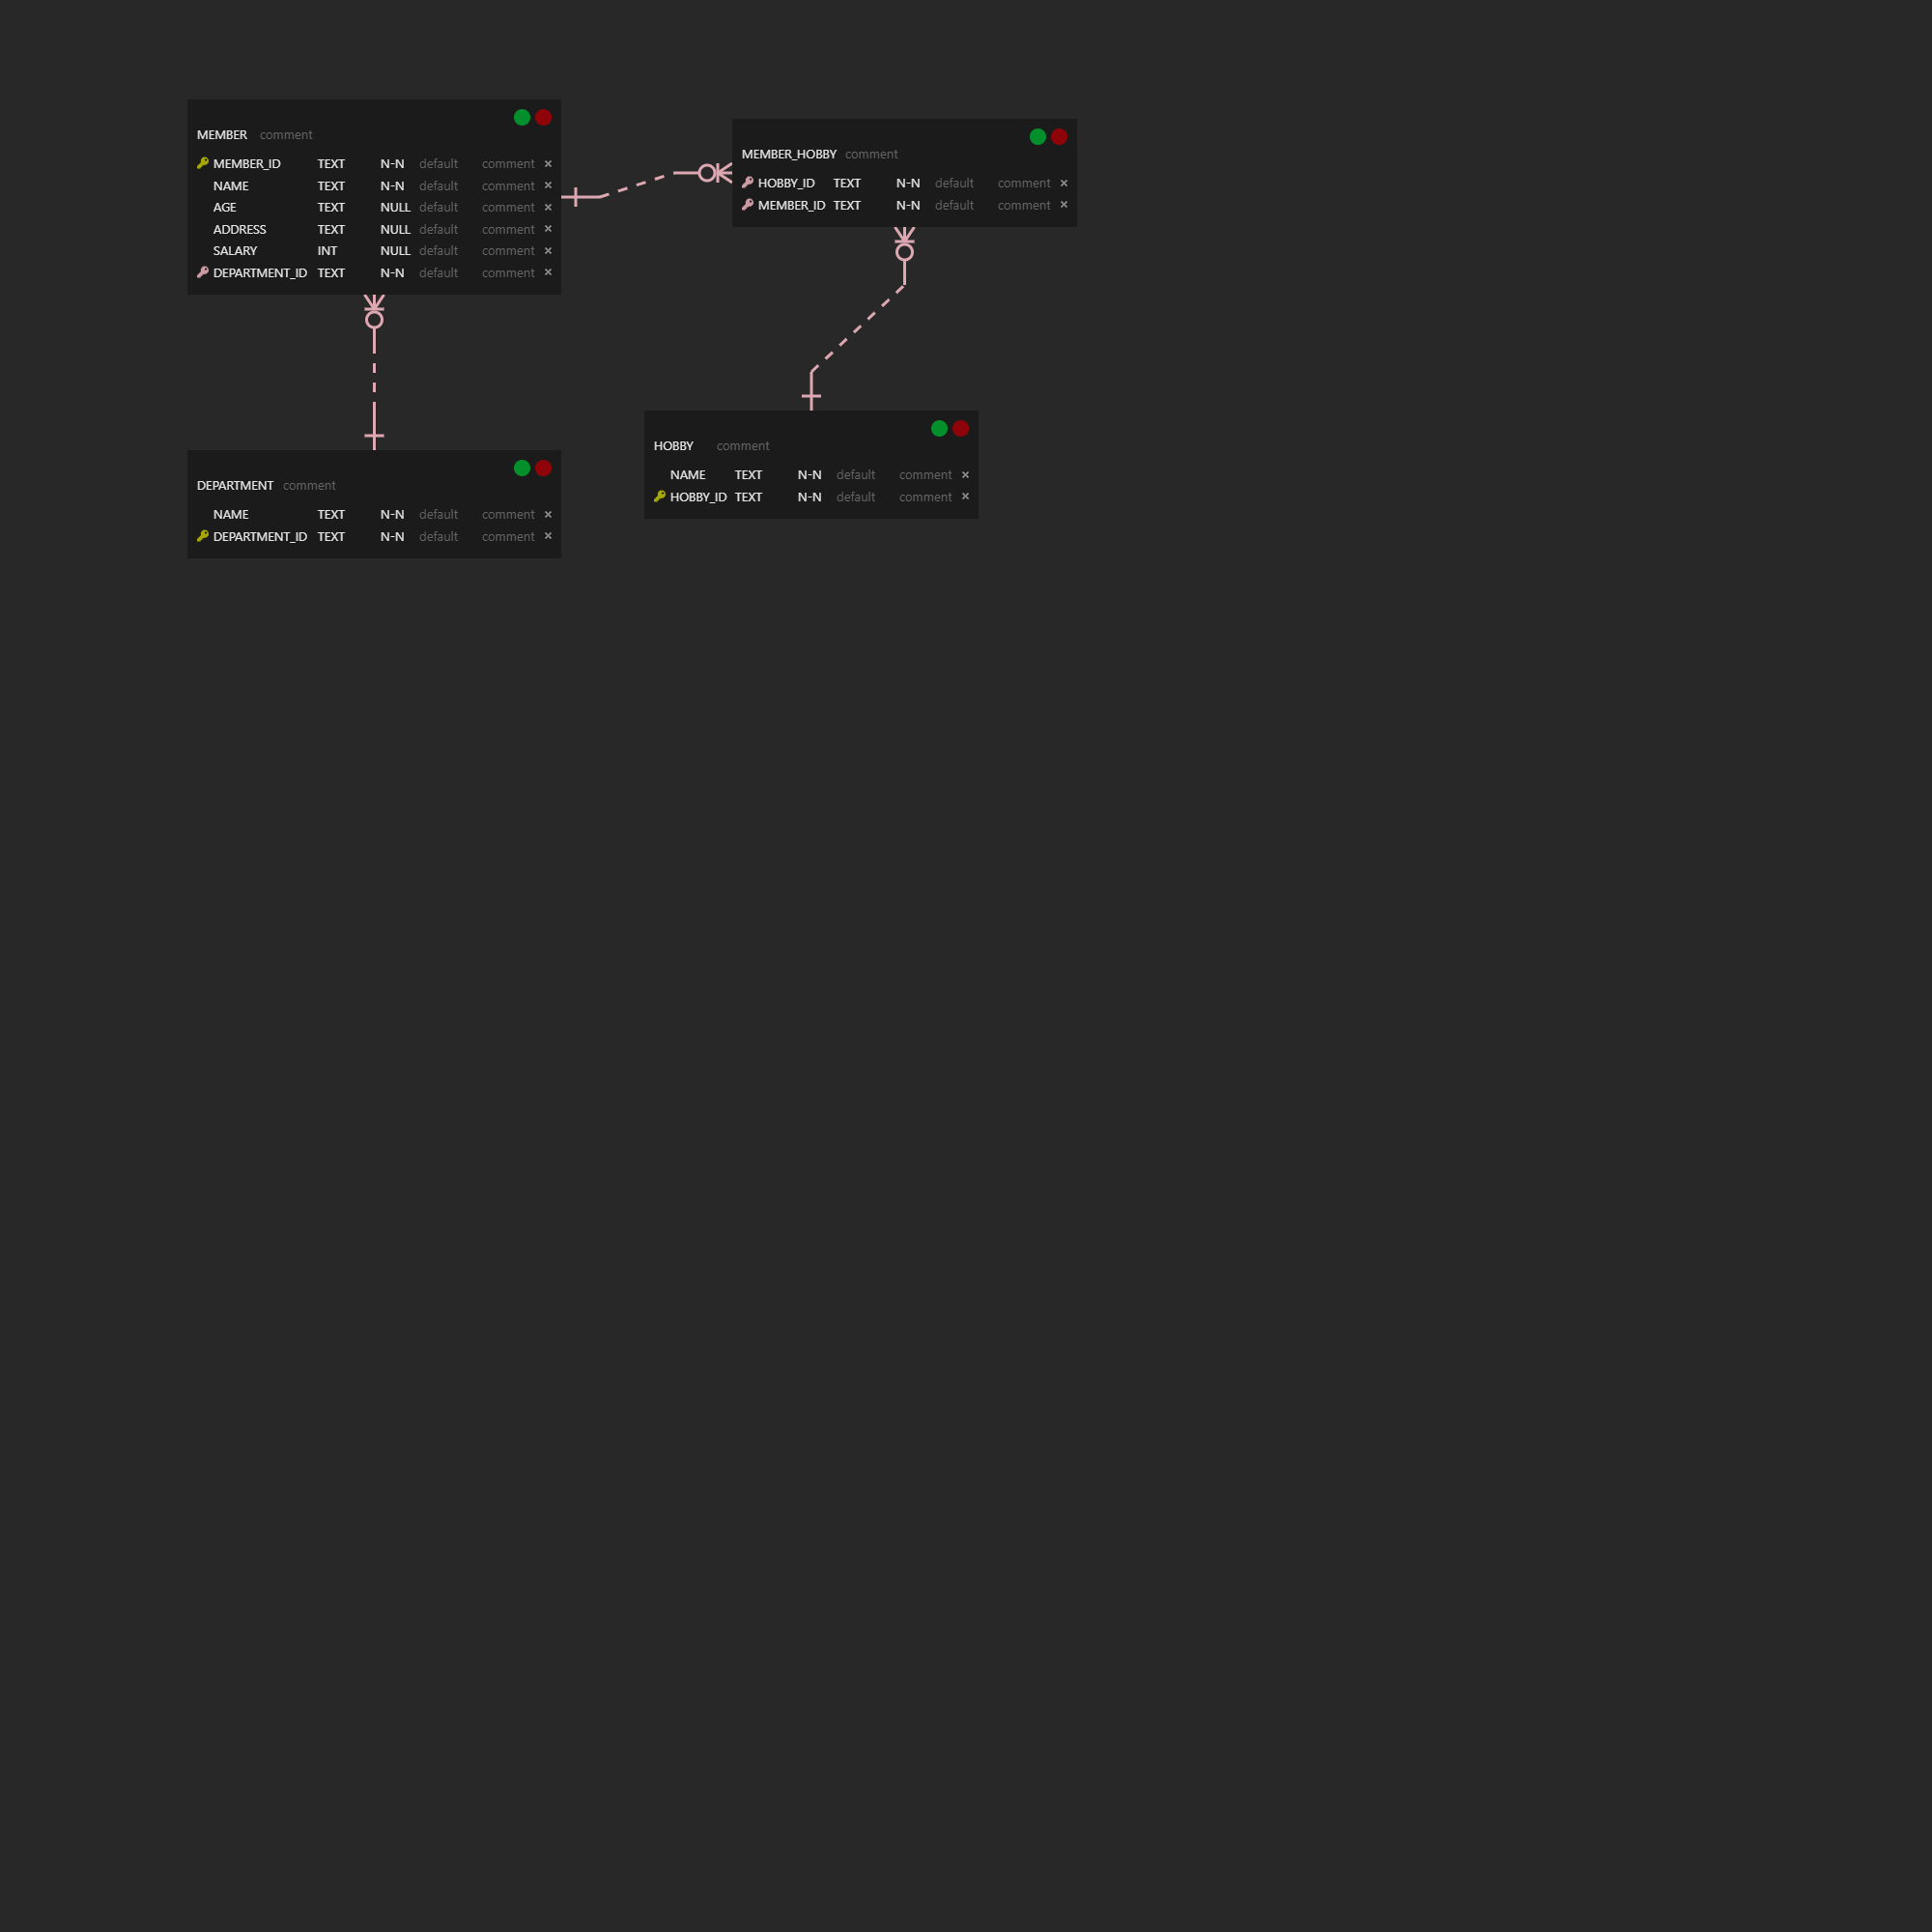 MEMBER comment
MEMBER_ID TEXT N-N default comment ×
NAME TEXT N-N default comment ×
AGE TEXT NULL default comment ×
ADDRESS TEXT NULL default comment ×
SALARY INT NULL default comment ×
DEPARTMENT_ID TEXT N-N default comment ×
MEMBER_HOBBY comment
HOBBY_ID TEXT N-N default comment ×
MEMBER_ID TEXT N-N default comment ×
DEPARTMENT comment
NAME TEXT N-N default comment ×
DEPARTMENT_ID TEXT N-N default comment ×
HOBBY comment
NAME TEXT N-N default comment ×
HOBBY_ID TEXT N-N default comment ×